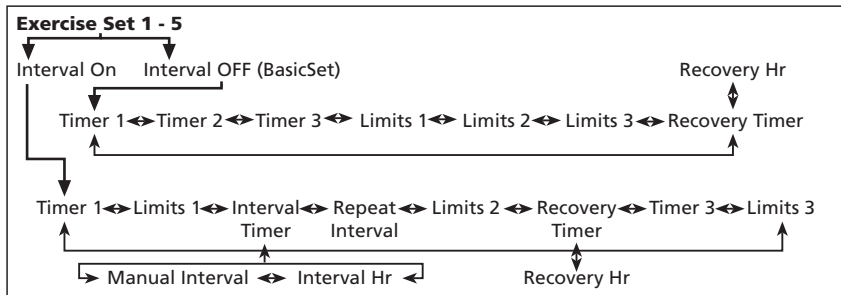 Exercise Set 1 - 5
Interval On Interval OFF (BasicSet) Recovery Hr
Timer 1 Timer 2 Timer 3 Limits 1 Limits 2 Limits 3 Recovery Timer
Timer 1 Limits 1 Interval Repeat Limits 2 Recovery Timer 3 Limits 3
Timer Interval Timer
Manual Interval Interval Hr Recovery Hr